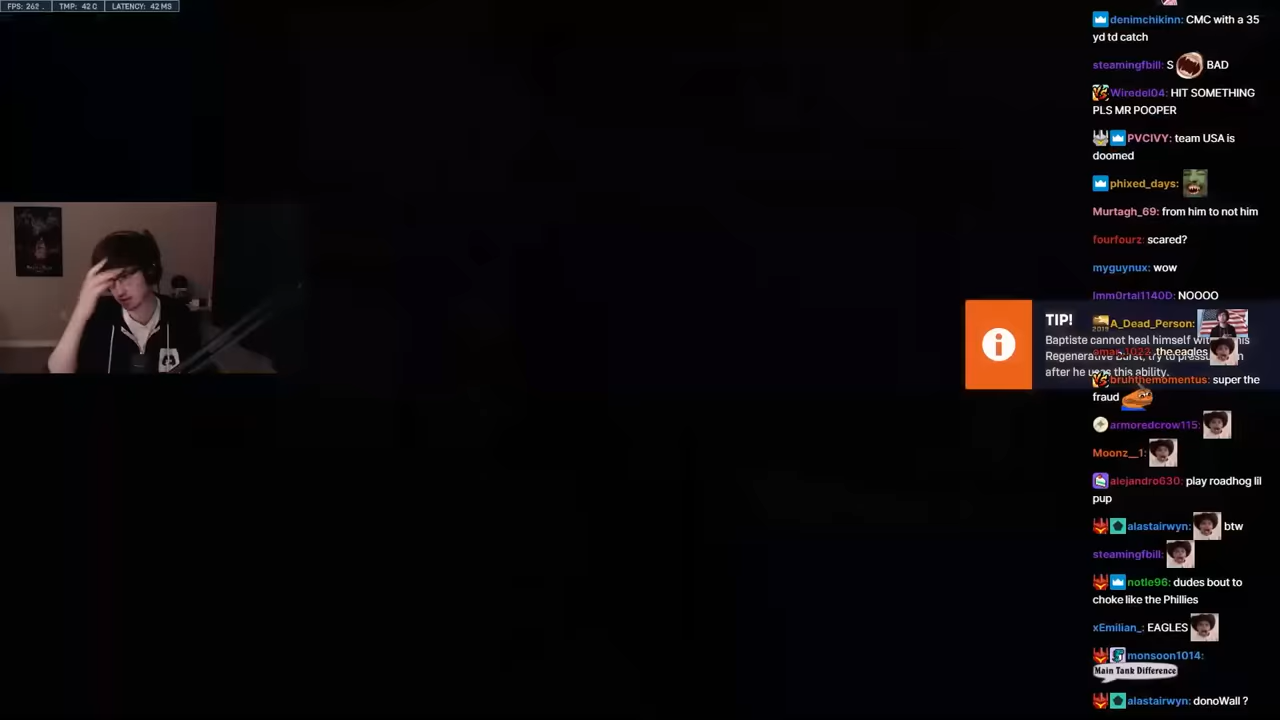 FPS: 262 . TMP: 42 C LATENCY: 42 MS
denimchikinn: CMC with a 35
yd td catch
steamingfbill: S BAD
Wiredel04: HIT SOMETHING
PLS MR POOPER
PVCIVY: team USA is
doomed
phixed_days:
Murtagh_69: from him to not him
fourfourz: scared?
myguynux: wow
Imm0rtal1140D: NOOOO
TIP!
Baptiste cannot heal himself
Regenerative Burst, try to
after he uses this ability.
A_Dead_Person:
the eagles
bruhthemomentus: super the
fraud
armoredcrow115:
Moonz__1:
alejandro630: play roadhog lil
pup
alastairwyn: btw
steamingfbill:
notle96: dudes bout to
choke like the Phillies
xEmilian_: EAGLES
monsoon1014:
Main Tank Difference
alastairwyn: donoWall ?